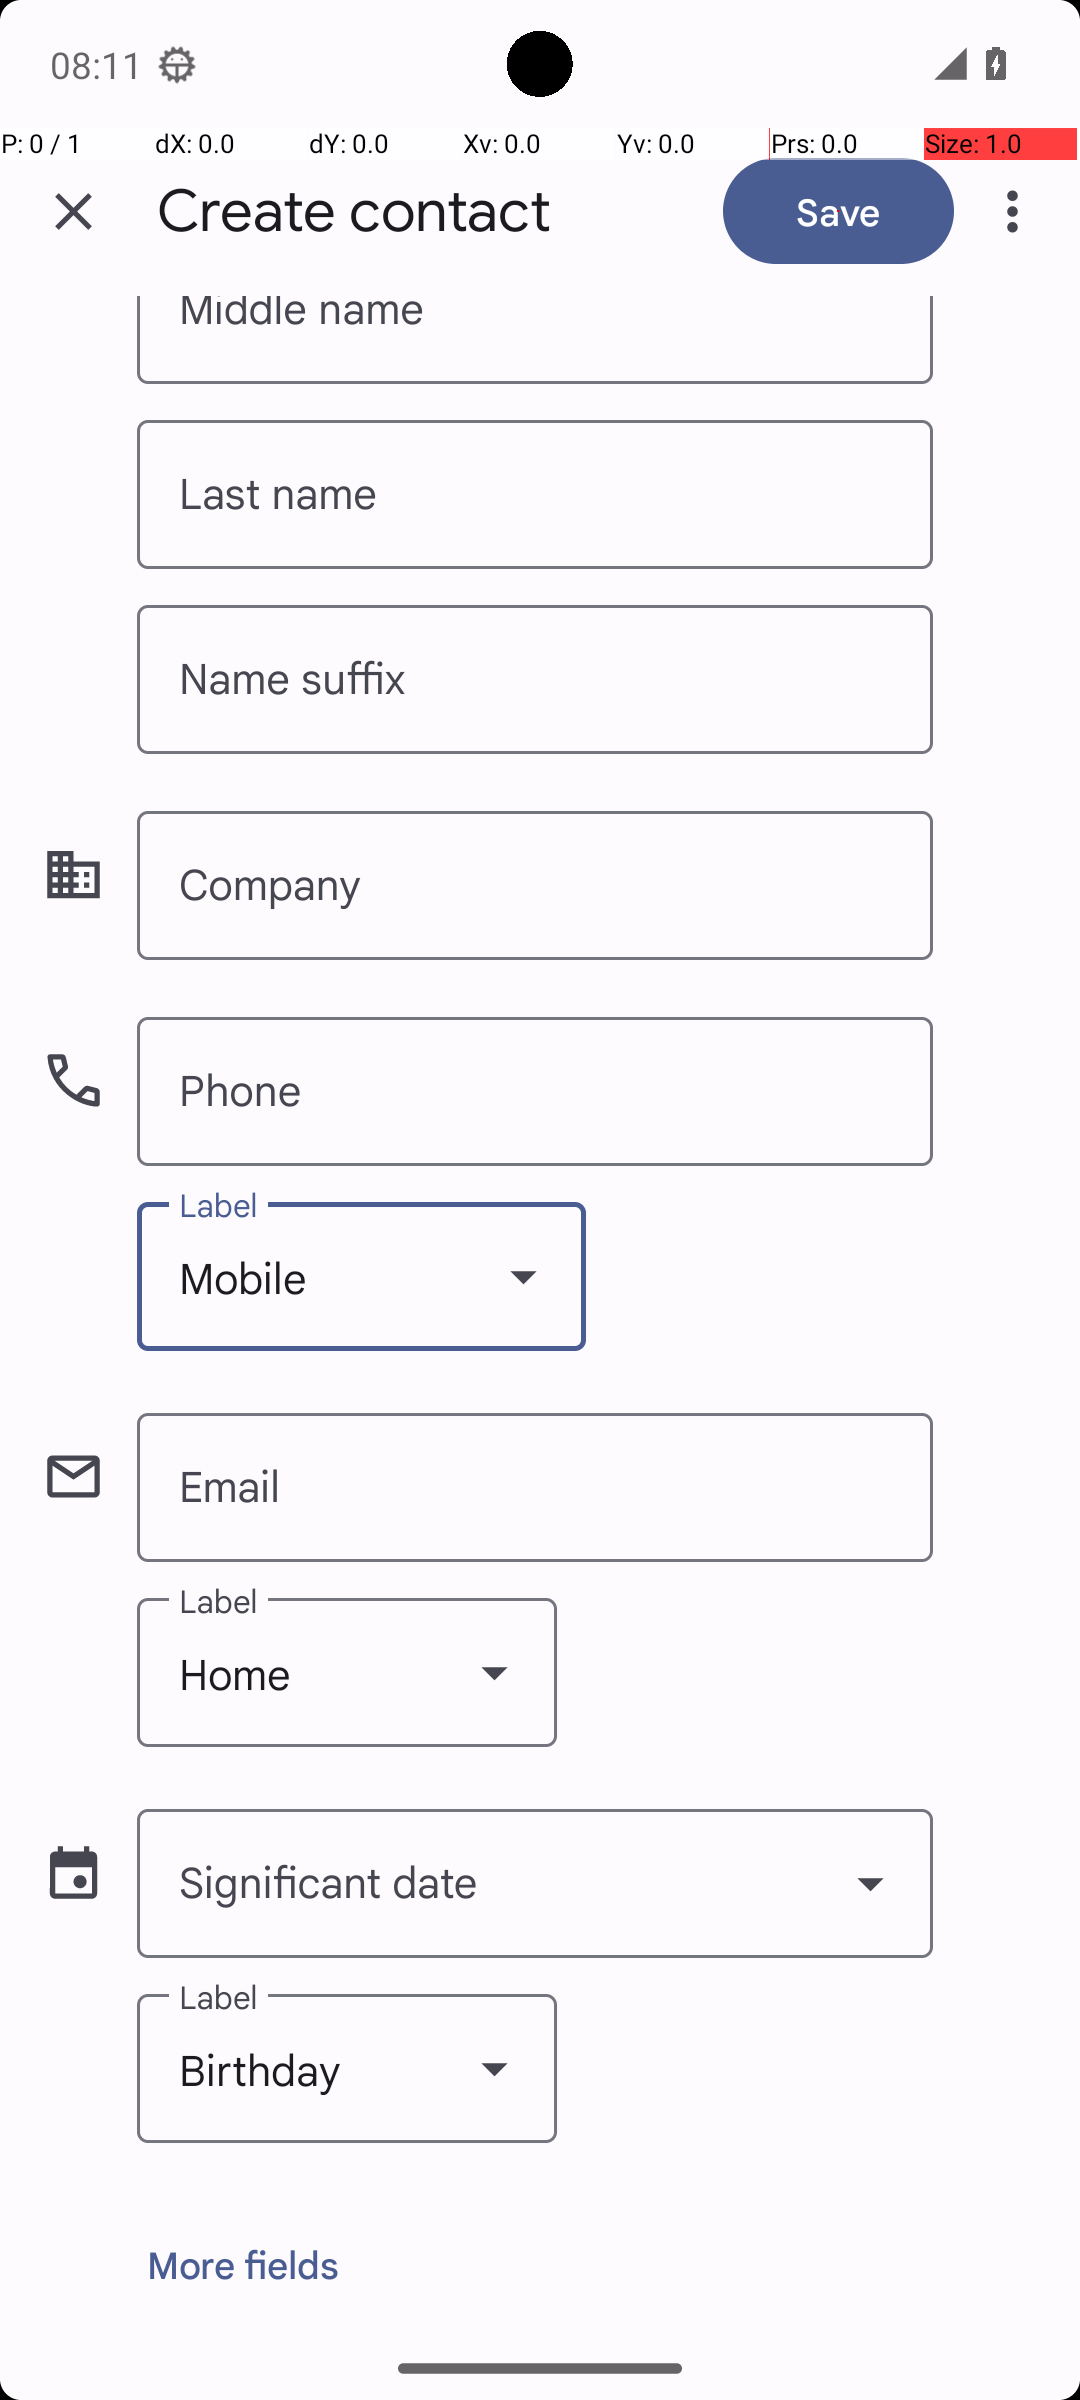 08:11
P: 0 / 1 dX: 0.0 dY: 0.0 Xv: 0.0 Yv: 0.0 Prs: 0.0 Size: 1.0
Create contact Save
Middle name
Last name
Name suffix
Company
Phone
Label
Mobile
Email
Label
Home
Significant date
Label
Birthday
More fields